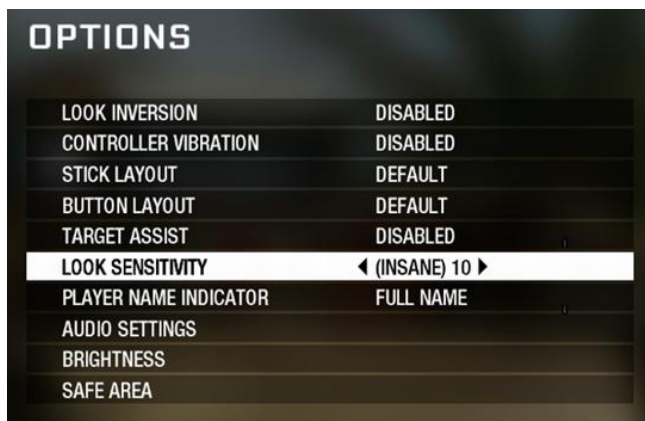 OPTIONS
LOOK INVERSION DISABLED
CONTROLLER VIBRATION DISABLED
STICK LAYOUT DEFAULT
BUTTON LAYOUT DEFAULT
TARGET ASSIST DISABLED
LOOK SENSITIVITY (INSANE) 10
PLAYER NAME INDICATOR FULL NAME
AUDIO SETTINGS
BRIGHTNESS
SAFE AREA